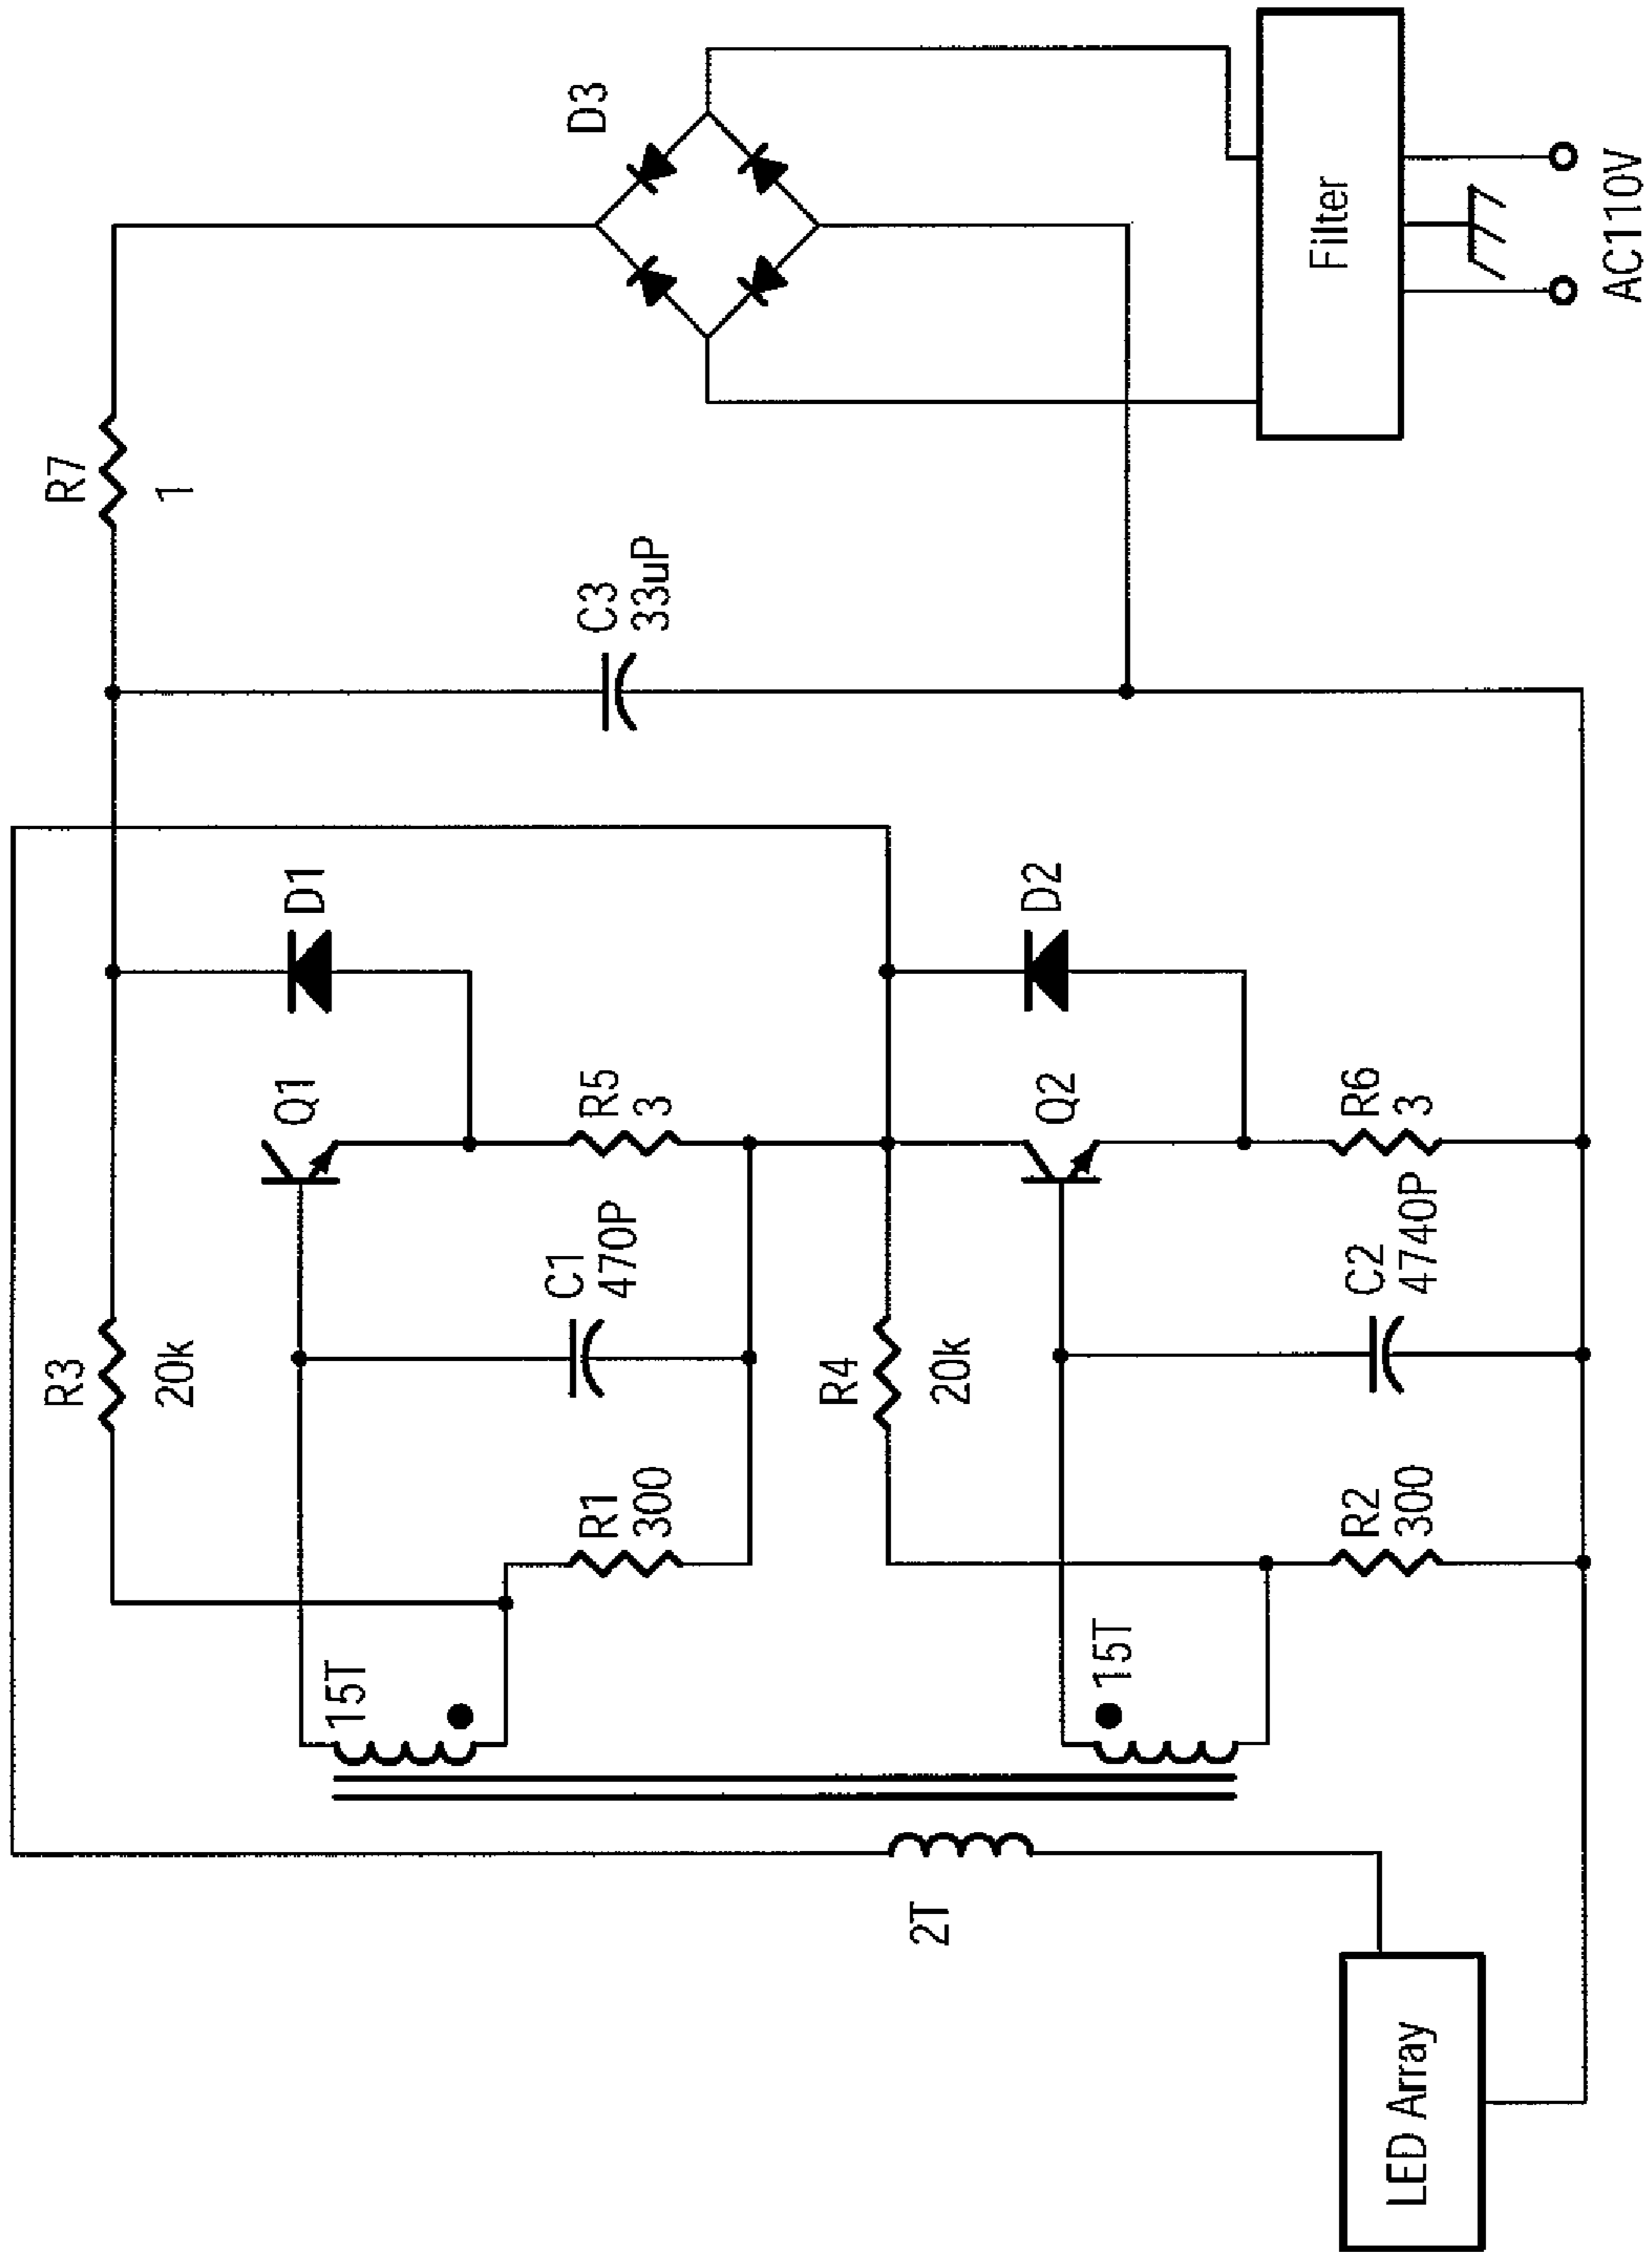 R7
1
D3
C3
33uP
Filter
AC110V
D1
Q1
R5
3
D2
Q2
R6
3
R3
20k
C1
470P
R4
20k
C2
4740P
R1
300
R2
300
15T
15T
2T
LED Array